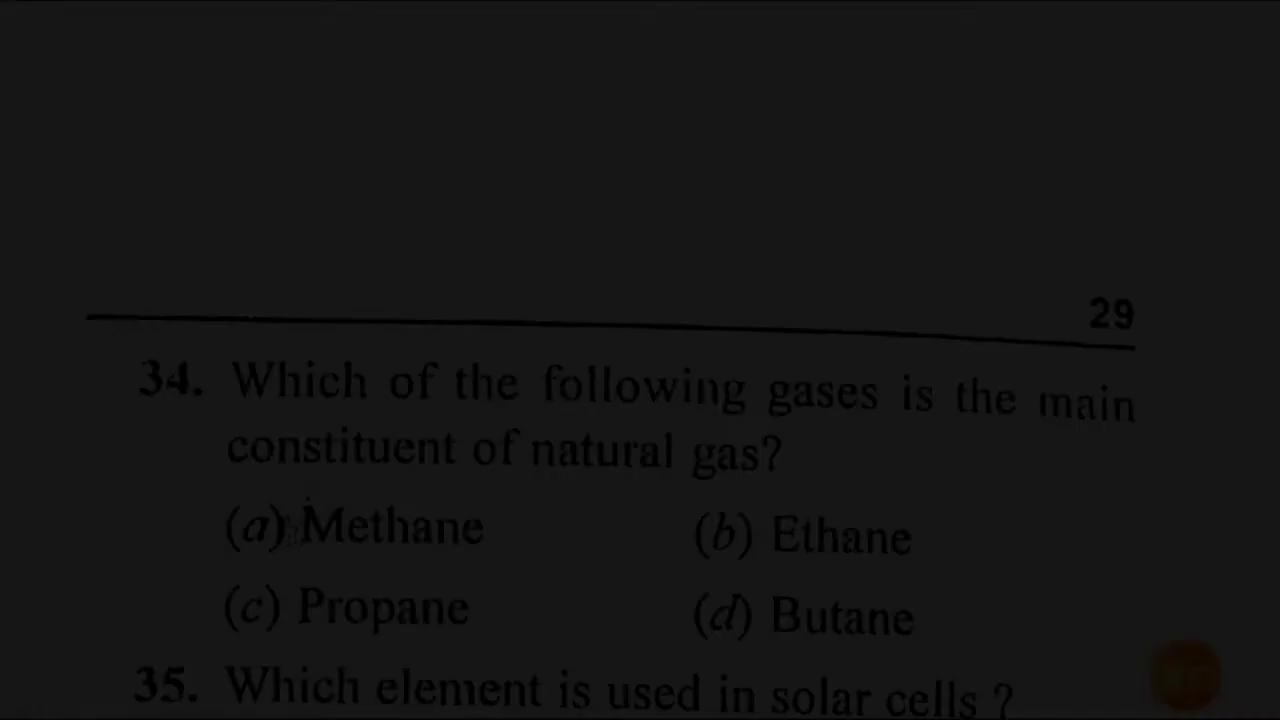 29
34. Which of the following gases is the main
constituent of natural gas?
(a) Methane (b) Ethane
(c) Propane (d) Butane
35. Which element is used in solar cells ?